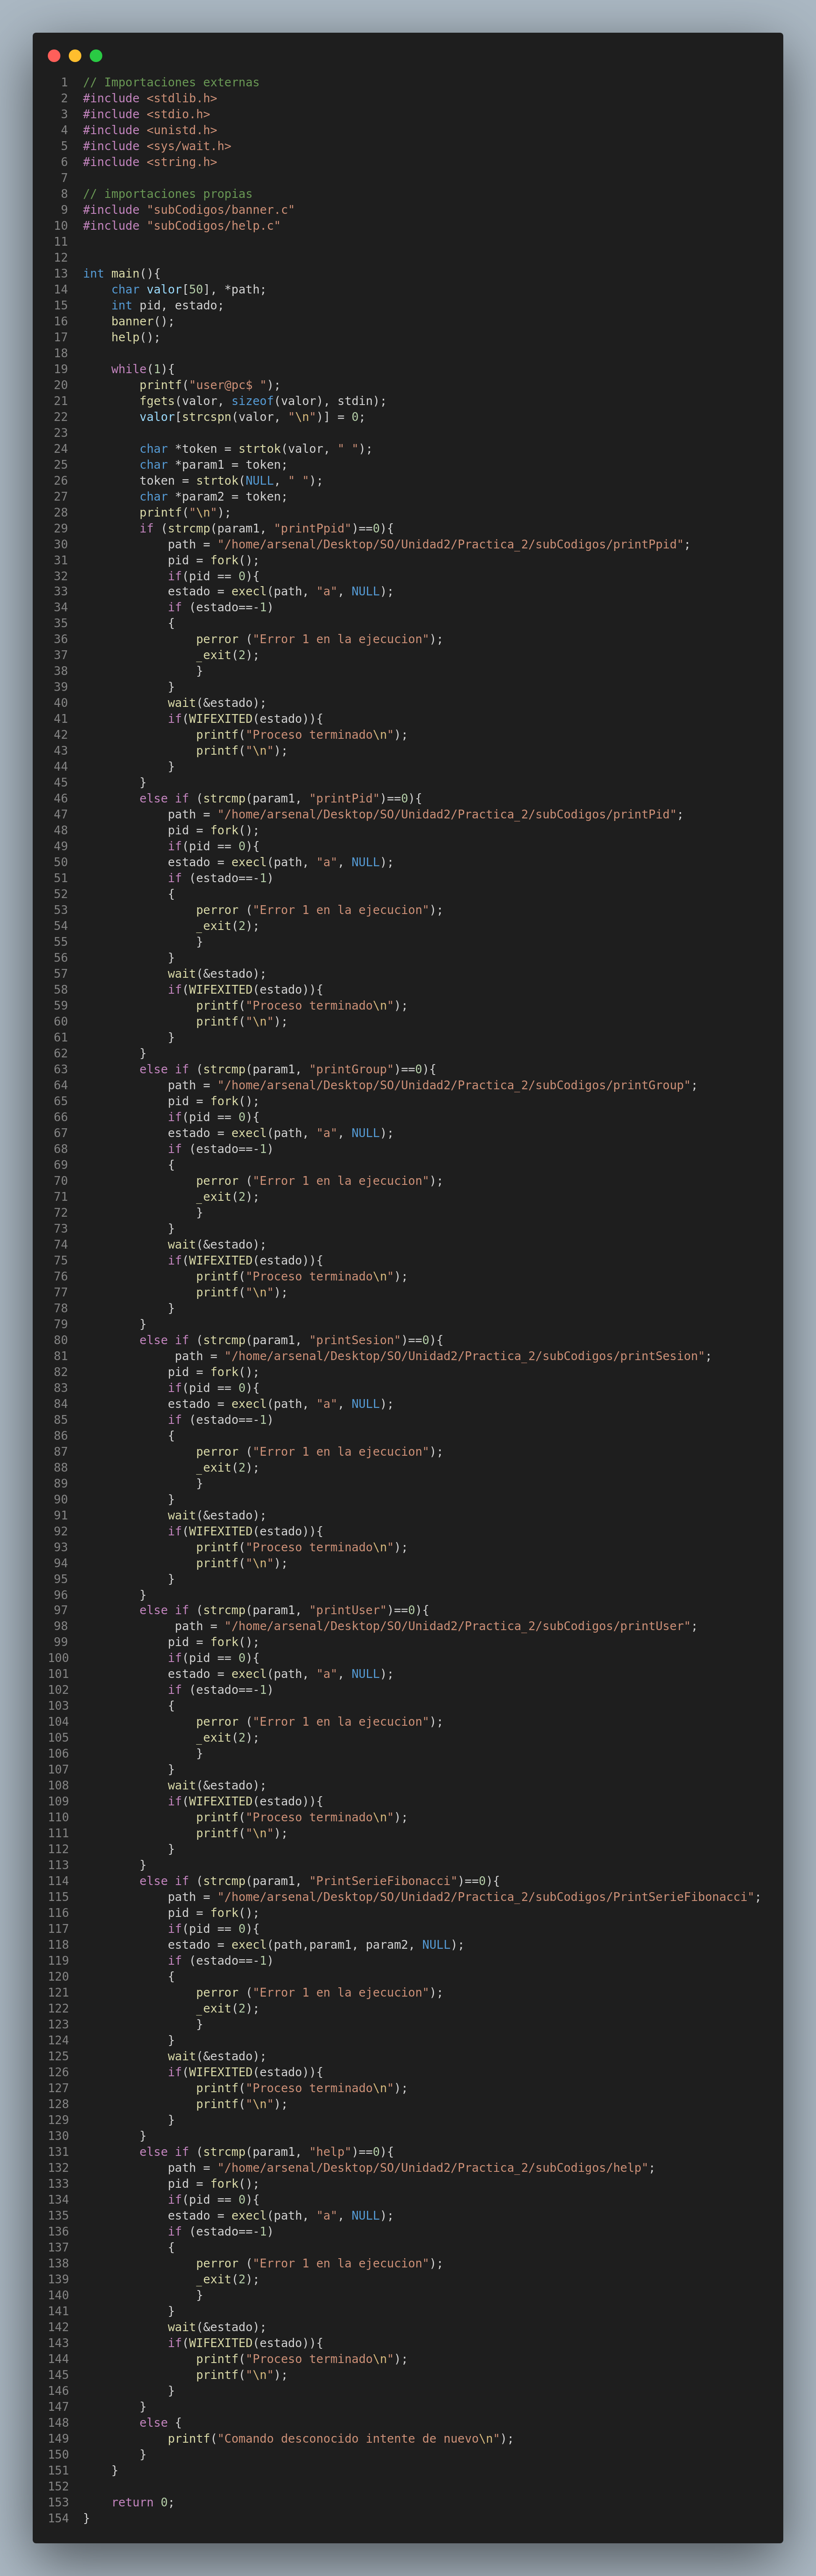 1 // Importaciones externas
2 #include <stdlib.h>
3 #include <stdio.h>
4 #include <unistd.h>
5 #include <sys/wait.h>
6 #include <string.h>
7
8 // importaciones propias
9 #include "subCodigos/banner.c"
10 #include "subCodigos/help.c"
11
12
13 int main(){
14     char valor[50], *path;
15     int pid, estado;
16     banner();
17     help();
18
19     while(1){
20         printf("user@pc$ ");
21         fgets(valor, sizeof(valor), stdin);
22         valor[strcspn(valor, "\n")] = 0;
23
24         char *token = strtok(valor, " ");
25         char *param1 = token;
26         token = strtok(NULL, " ");
27         char *param2 = token;
28         printf("\n");
29         if (strcmp(param1, "printPpid")==0){
30             path = "/home/arsenal/Desktop/SO/Unidad2/Practica_2/subCodigos/printPpid";
31             pid = fork();
32             if(pid == 0){
33             estado = execl(path, "a", NULL);
34             if (estado==-1)
35             {
36                 perror ("Error 1 en la ejecucion");
37                 _exit(2);
38                 }
39             }
40             wait(&estado);
41             if(WIFEXITED(estado)){
42                 printf("Proceso terminado\n");
43                 printf("\n");
44             }
45         }
46         else if (strcmp(param1, "printPid")==0){
47             path = "/home/arsenal/Desktop/SO/Unidad2/Practica_2/subCodigos/printPid";
48             pid = fork();
49             if(pid == 0){
50             estado = execl(path, "a", NULL);
51             if (estado==-1)
52             {
53                 perror ("Error 1 en la ejecucion");
54                 _exit(2);
55                 }
56             }
57             wait(&estado);
58             if(WIFEXITED(estado)){
59                 printf("Proceso terminado\n");
60                 printf("\n");
61             }
62         }
63         else if (strcmp(param1, "printGroup")==0){
64             path = "/home/arsenal/Desktop/SO/Unidad2/Practica_2/subCodigos/printGroup";
65             pid = fork();
66             if(pid == 0){
67             estado = execl(path, "a", NULL);
68             if (estado==-1)
69             {
70                 perror ("Error 1 en la ejecucion");
71                 _exit(2);
72                 }
73             }
74             wait(&estado);
75             if(WIFEXITED(estado)){
76                 printf("Proceso terminado\n");
77                 printf("\n");
78             }
79         }
80         else if (strcmp(param1, "printSesion")==0){
81              path = "/home/arsenal/Desktop/SO/Unidad2/Practica_2/subCodigos/printSesion";
82             pid = fork();
83             if(pid == 0){
84             estado = execl(path, "a", NULL);
85             if (estado==-1)
86             {
87                 perror ("Error 1 en la ejecucion");
88                 _exit(2);
89                 }
90             }
91             wait(&estado);
92             if(WIFEXITED(estado)){
93                 printf("Proceso terminado\n");
94                 printf("\n");
95             }
96         }
97         else if (strcmp(param1, "printUser")==0){
98              path = "/home/arsenal/Desktop/SO/Unidad2/Practica_2/subCodigos/printUser";
99             pid = fork();
100             if(pid == 0){
101             estado = execl(path, "a", NULL);
102             if (estado==-1)
103             {
104                 perror ("Error 1 en la ejecucion");
105                 _exit(2);
106                 }
107             }
108             wait(&estado);
109             if(WIFEXITED(estado)){
110                 printf("Proceso terminado\n");
111                 printf("\n");
112             }
113         }
114         else if (strcmp(param1, "PrintSerieFibonacci")==0){
115             path = "/home/arsenal/Desktop/SO/Unidad2/Practica_2/subCodigos/PrintSerieFibonacci";
116             pid = fork();
117             if(pid == 0){
118             estado = execl(path,param1, param2, NULL);
119             if (estado==-1)
120             {
121                 perror ("Error 1 en la ejecucion");
122                 _exit(2);
123                 }
124             }
125             wait(&estado);
126             if(WIFEXITED(estado)){
127                 printf("Proceso terminado\n");
128                 printf("\n");
129             }
130         }
131         else if (strcmp(param1, "help")==0){
132             path = "/home/arsenal/Desktop/SO/Unidad2/Practica_2/subCodigos/help";
133             pid = fork();
134             if(pid == 0){
135             estado = execl(path, "a", NULL);
136             if (estado==-1)
137             {
138                 perror ("Error 1 en la ejecucion");
139                 _exit(2);
140                 }
141             }
142             wait(&estado);
143             if(WIFEXITED(estado)){
144                 printf("Proceso terminado\n");
145                 printf("\n");
146             }
147         }
148         else {
149             printf("Comando desconocido intente de nuevo\n");
150         }
151     }
152
153     return 0;
154 }